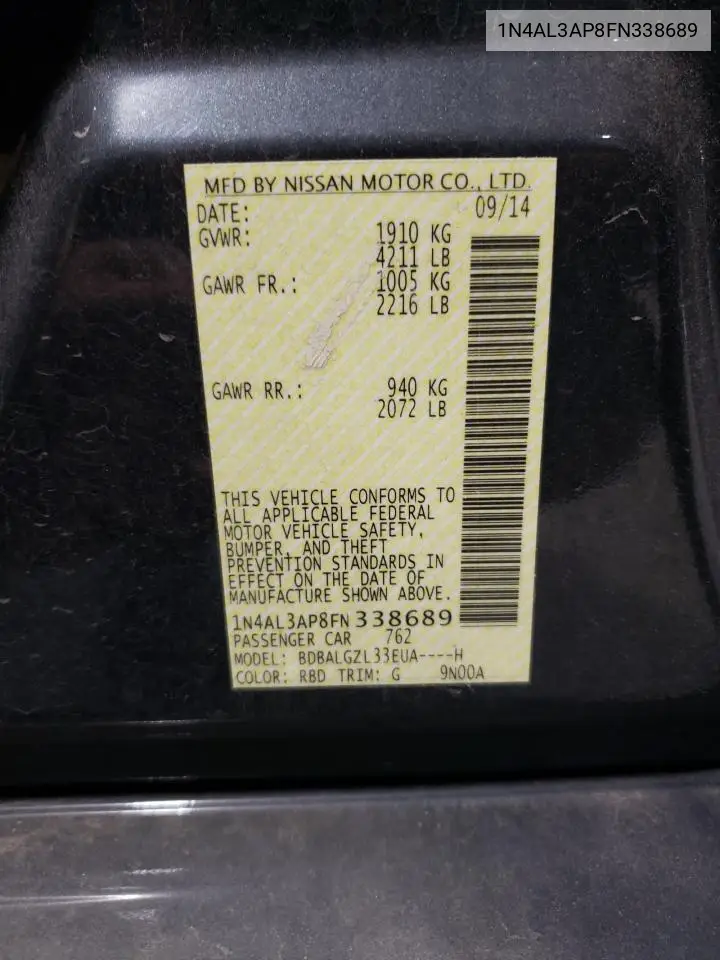 1N4AL3AP8FN338689
MFD BY NISSAN MOTOR CO., LTD.
DATE: 09/14
GVWR: 1910 KG
4211 LB
GAWR FR.: 1005 KG
2216 LB
GAWR RR.: 940 KG
2072 LB
THIS VEHICLE CONFORMS TO
ALL APPLICABLE FEDERAL
MOTOR VEHICLE SAFETY,
BUMPER, AND THEFT
PREVENTION STANDARDS IN
EFFECT ON THE DATE OF
MANUFACTURE SHOWN ABOVE.
1N4AL3AP8FN 338689
PASSENGER CAR 762
MODEL: BDBALGZL33EUA----H
COLOR: RBD TRIM: G 9N00A